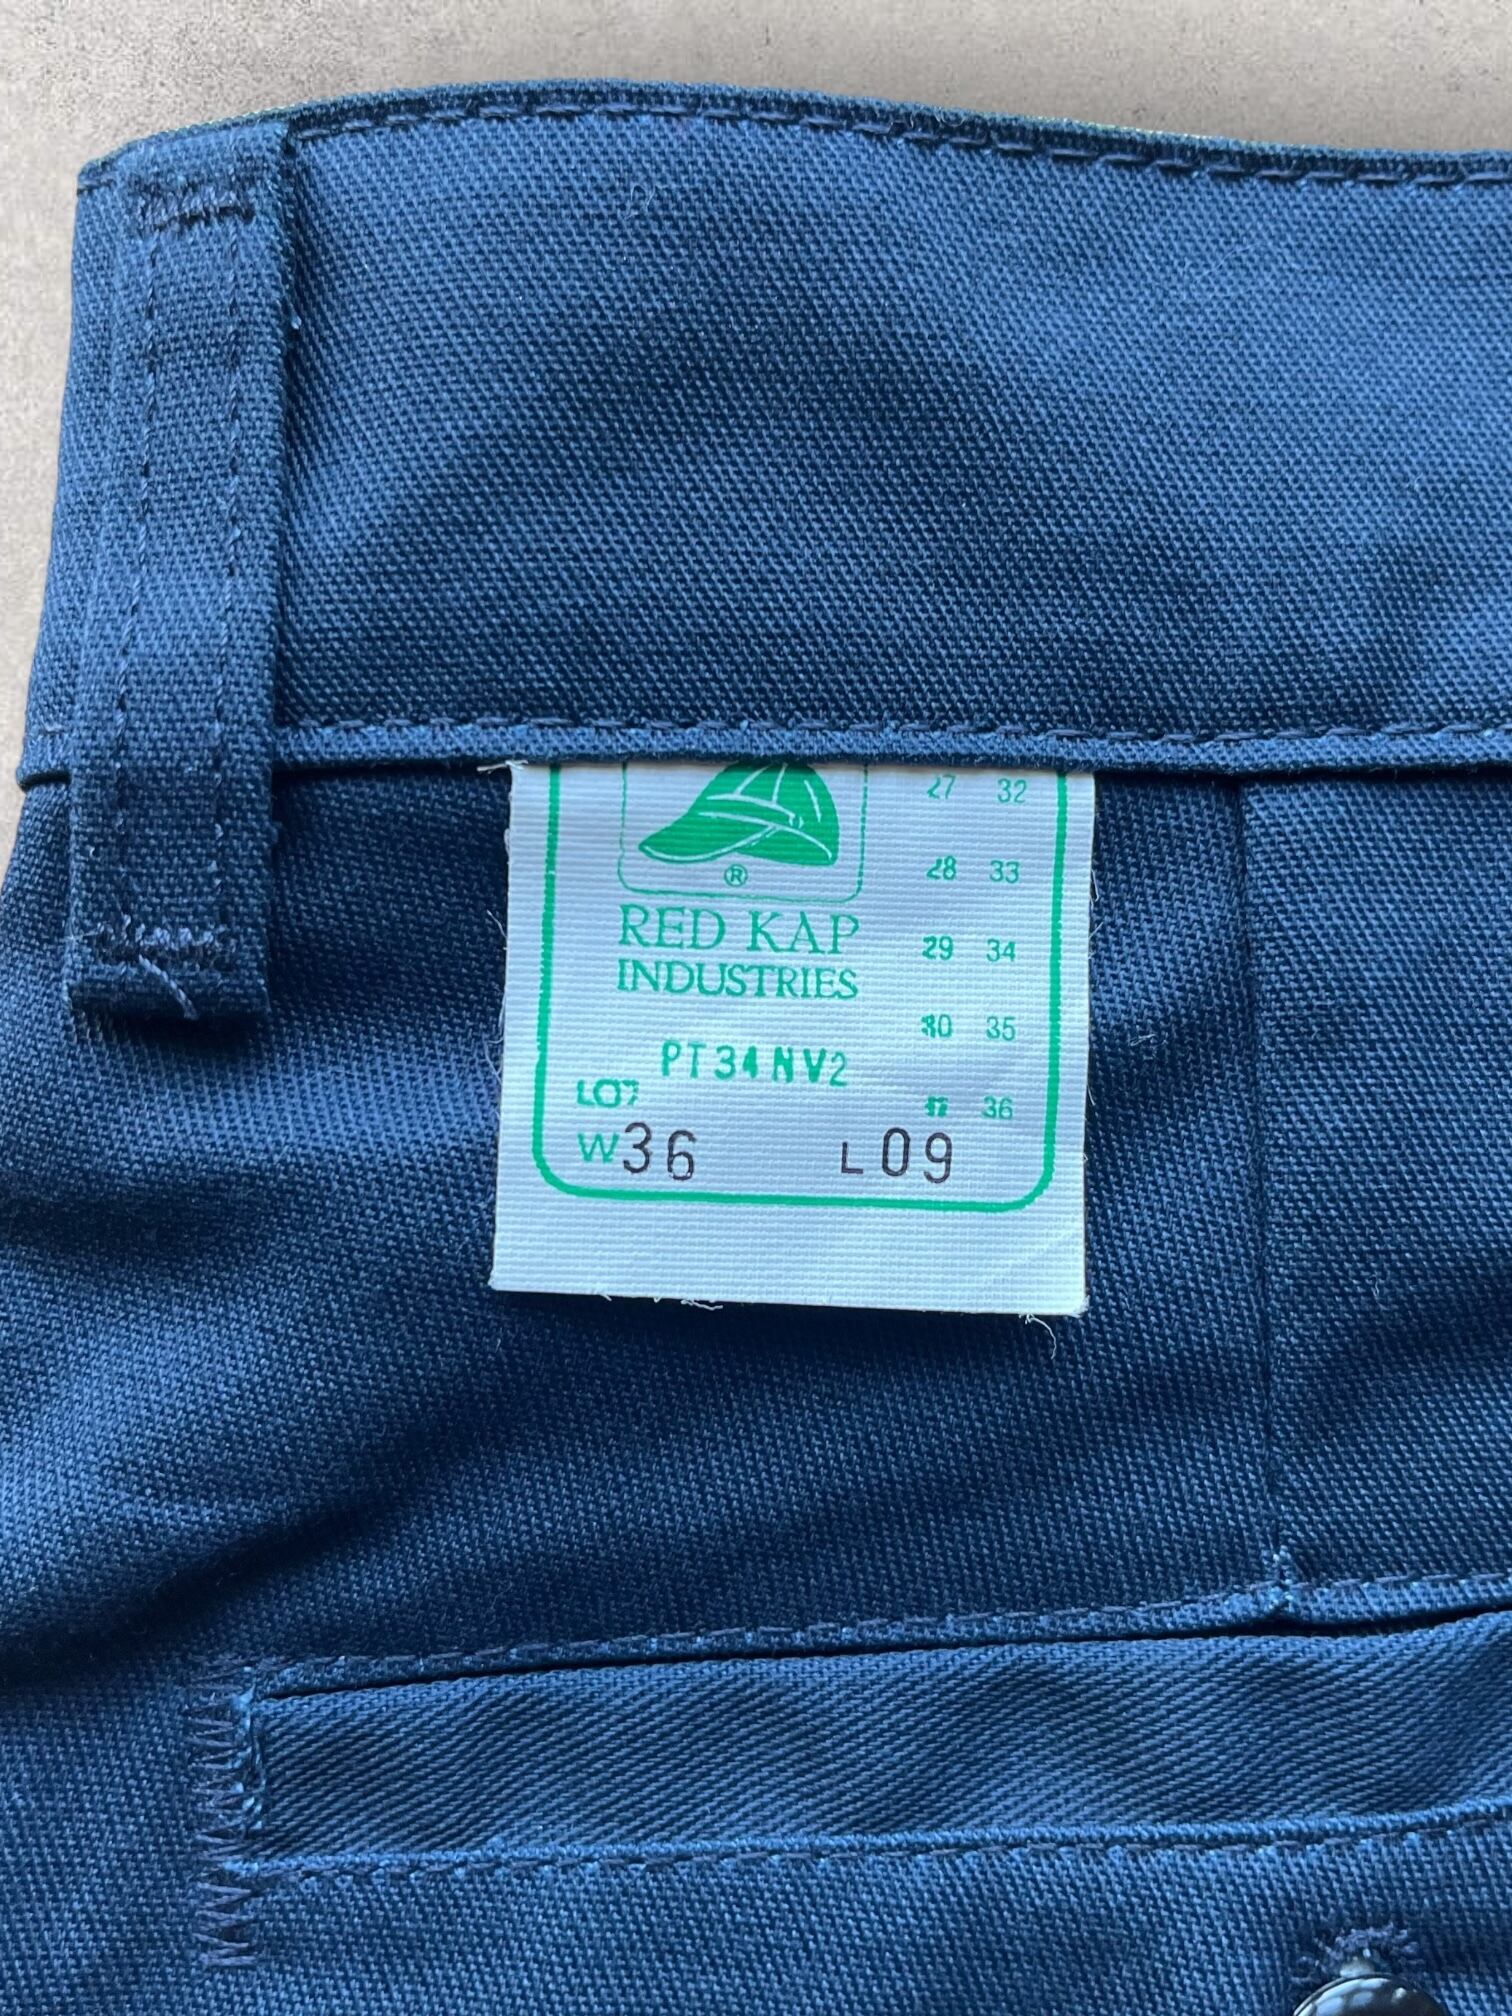 27 32
28 33
®
RED KAP
29 34
INDUSTRIES
30 35
PT34NV2
LOT
36
W36 L09